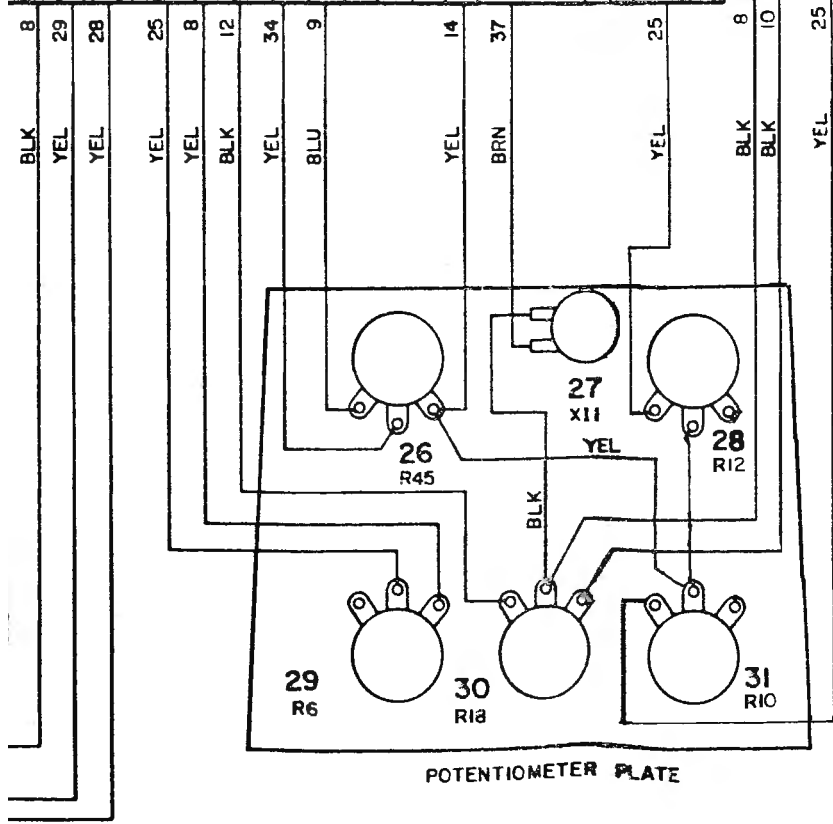 8 29 28 25 8 12 34 9 14 37 25 8 10 25
BLK YEL YEL YEL YEL BLK YEL BLU YEL BRN YEL BLK BLK YEL
27
X11
26
R45
YEL
28
R12
BLK
29
R6
30
R18
31
R10
POTENTIOMETER PLATE